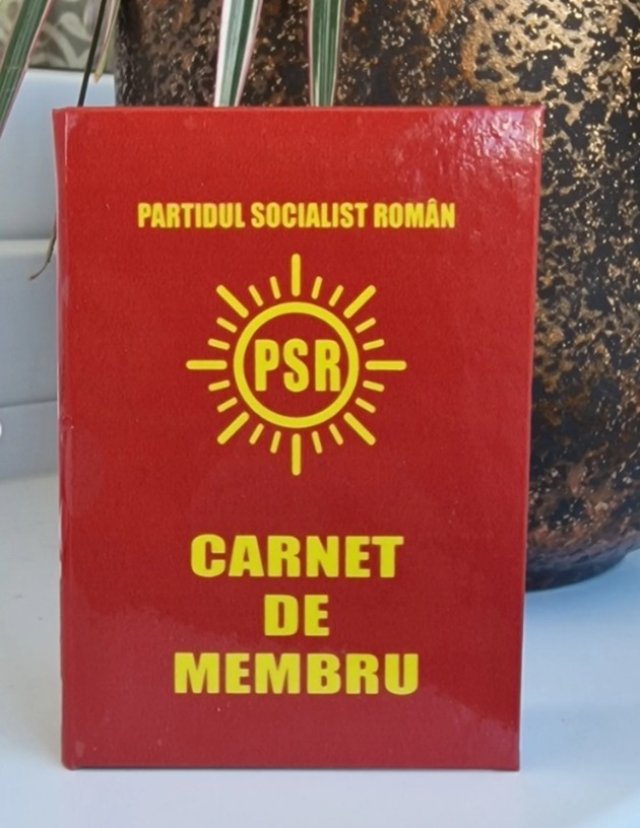 PARTIDUL SOCIALIST ROMÂN
PSR
CARNET
DE
MEMBRU